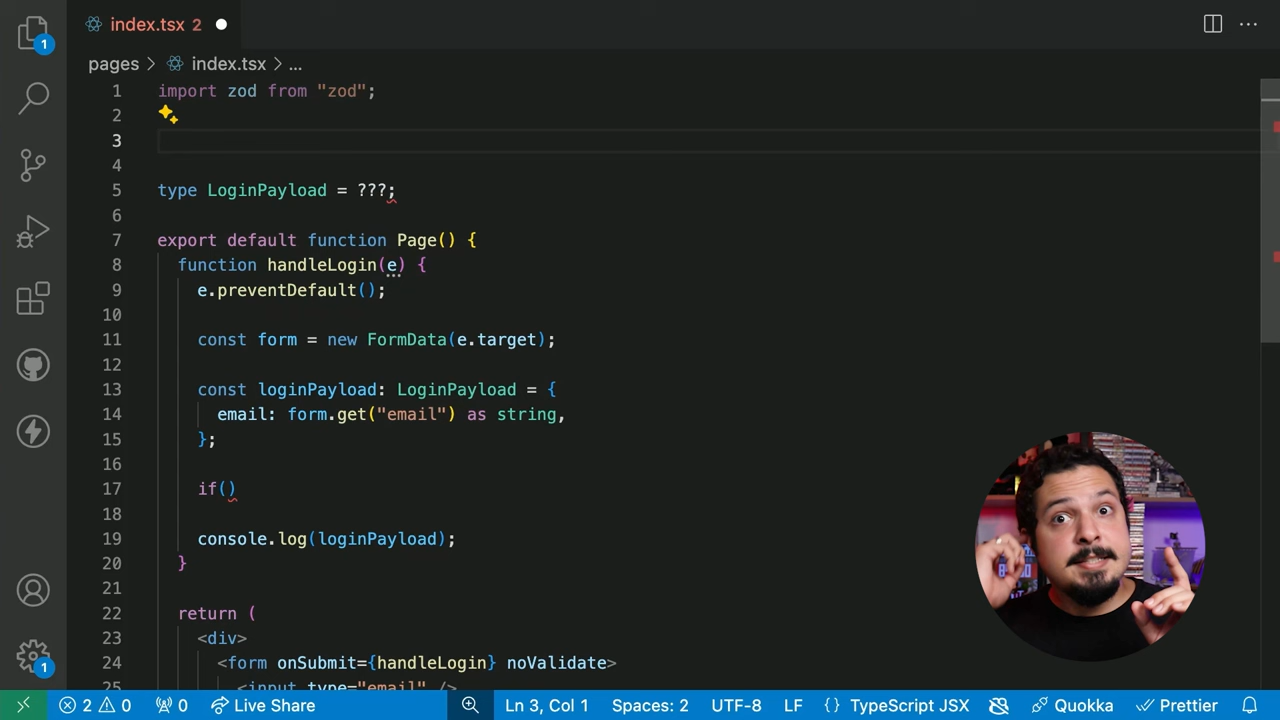 index.tsx 2
1
pages > index.tsx > ...
1 import zod from "zod";
2
3
4
5 type LoginPayload = ???;
6
7 export default function Page() {
8 function handleLogin(e) {
9 e.preventDefault();
10
11 const form = new FormData(e.target);
12
13 const loginPayload: LoginPayload = {
14 email: form.get("email") as string,
15 };
16
17 if()
18
19 console.log(loginPayload);
20 }
21
22 return (
23 <div>
24 <form onSubmit={handleLogin} noValidate>
25 <input type="email" />
1
2 0 0 Live Share Ln 3, Col 1 Spaces: 2 UTF-8 LF {} TypeScript JSX Quokka Prettier